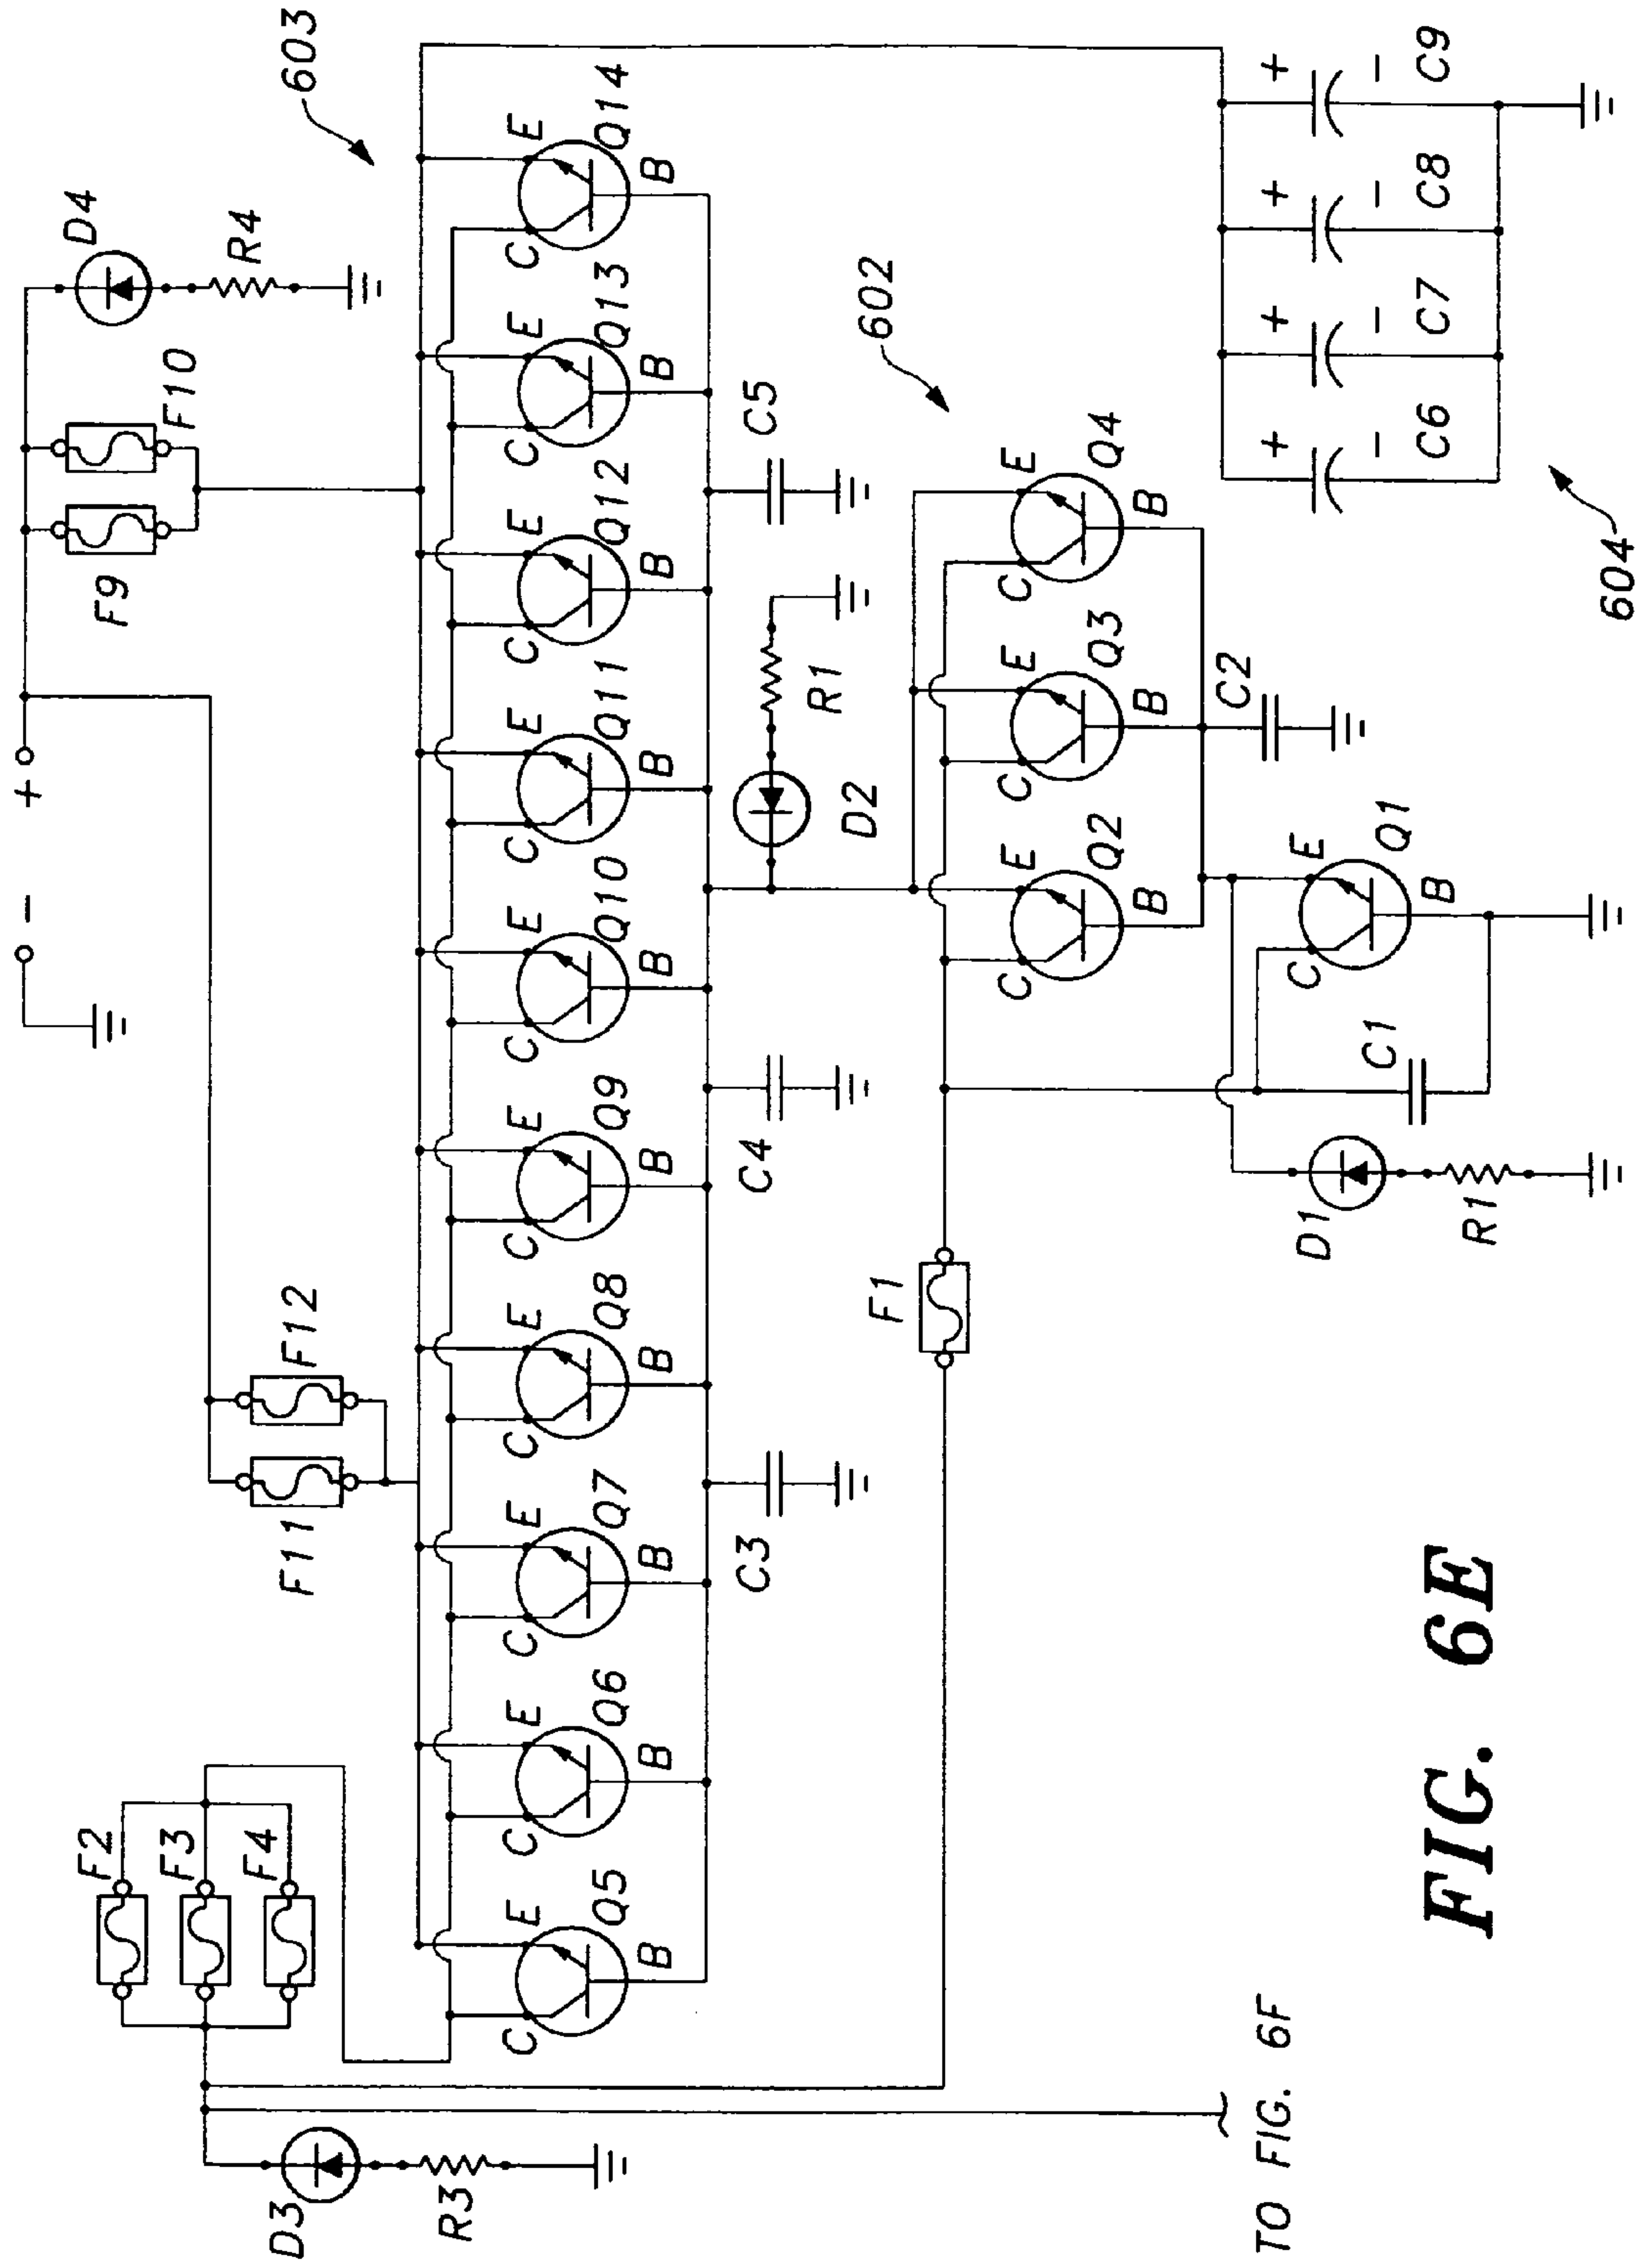 603
D4
R4
F10
F9
+
-
F12
F11
F2
F3
F4
D3
R3
C E B Q5
C E B Q6
C E B Q7
C E B Q8
C E B Q9
C E B Q10
C E B Q11
C E B Q12
C E B Q13
C E B Q14
C3
C4
C5
D2
R1
602
C E B Q2
C E B Q3
C E B Q4
C2
F1
C E B Q1
C1
D1
R1
+ - C6
+ - C7
+ - C8
+ - C9
604
TO FIG. 6F
FIG. 6E